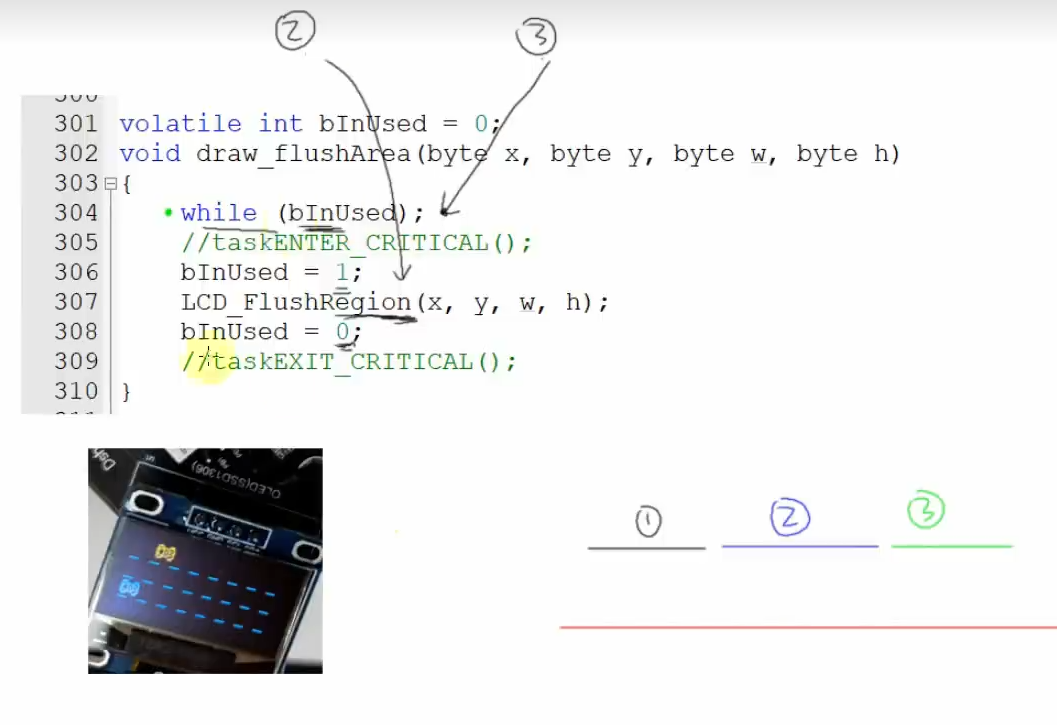 ② ③
300
301 volatile int bInUsed = 0;
302 void draw_flushArea(byte x, byte y, byte w, byte h)
303 {
304 while (bInUsed);
305 //taskENTER_CRITICAL();
306 bInUsed = 1;
307 LCD_FlushRegion(x, y, w, h);
308 bInUsed = 0;
309 //taskEXIT_CRITICAL();
310 }
OLED(SSD1306)
① ② ③